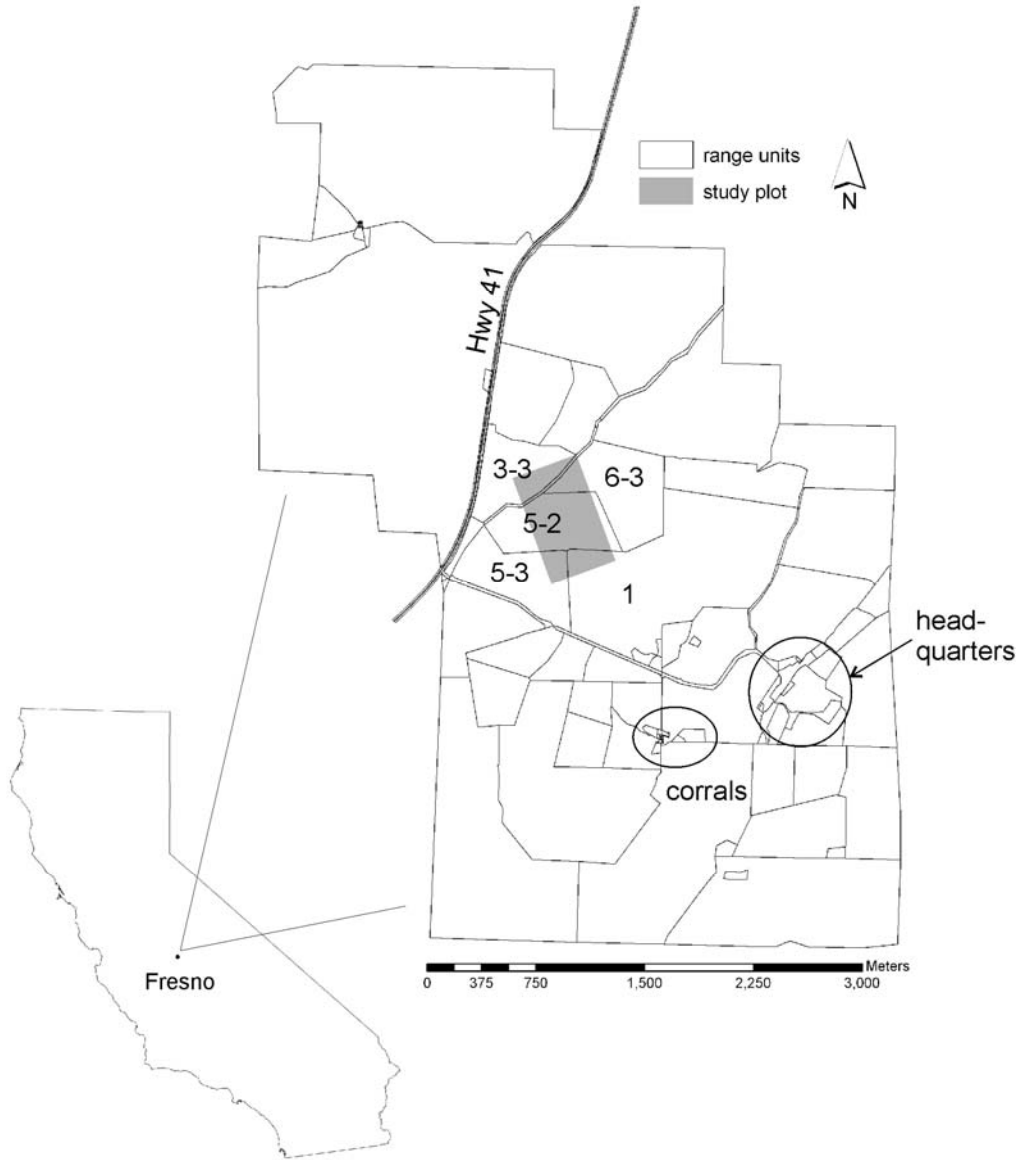 range units
study plot
N
Hwy 41
3-3
6-3
5-2
5-3
1
head-
quarters
corrals
Fresno
Meters
0 375 750 1,500 2,250 3,000